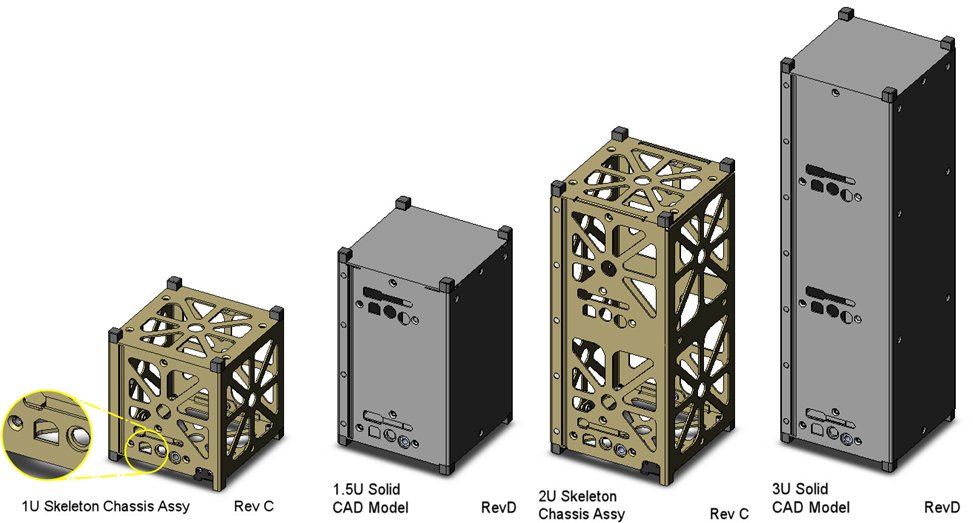 1U Skeleton Chassis Assy Rev C
1.5U Solid
CAD Model RevD
2U Skeleton
Chassis Assy Rev C
3U Solid
CAD Model RevD